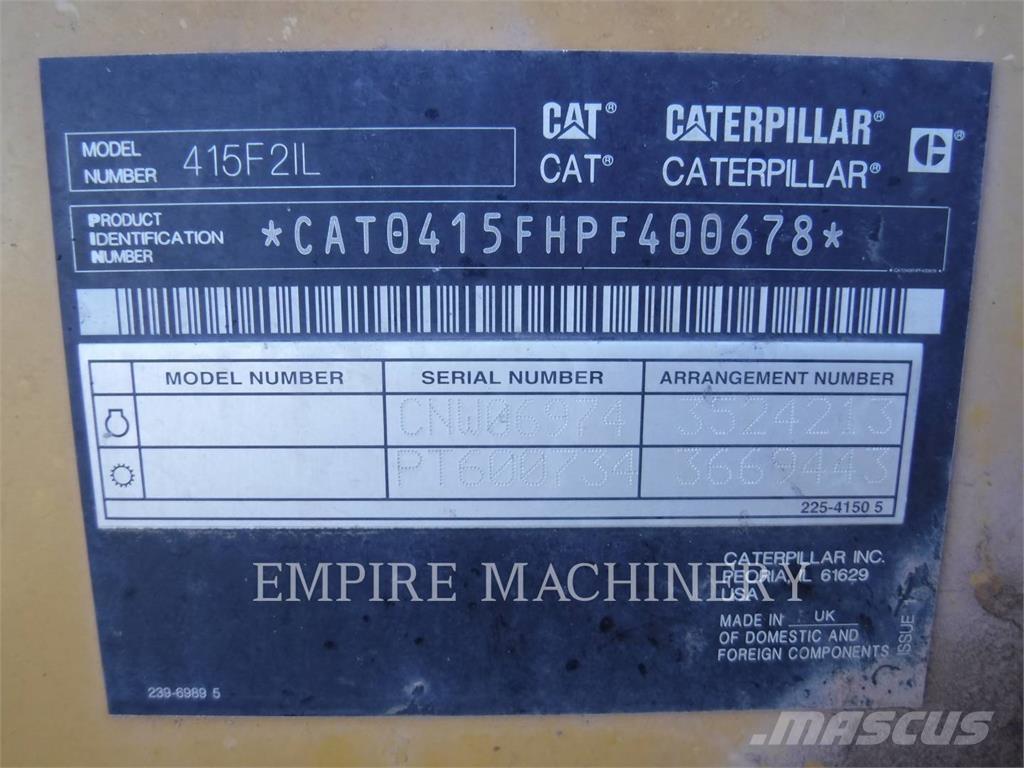 CAT® CATERPILLAR®
CAT® CATERPILLAR®
C®
MODEL NUMBER 415F2IL
PRODUCT IDENTIFICATION NUMBER *CAT0415FHPF400678*
MODEL NUMBER SERIAL NUMBER ARRANGEMENT NUMBER
CNW06974 3524213
PT600734 3669443
225-4150 5
CATERPILLAR INC.
PEORIA, IL 61629
USA
EMPIRE MACHINERY
MADE IN UK
OF DOMESTIC AND
FOREIGN COMPONENTS
239-6989 5
MASCUS